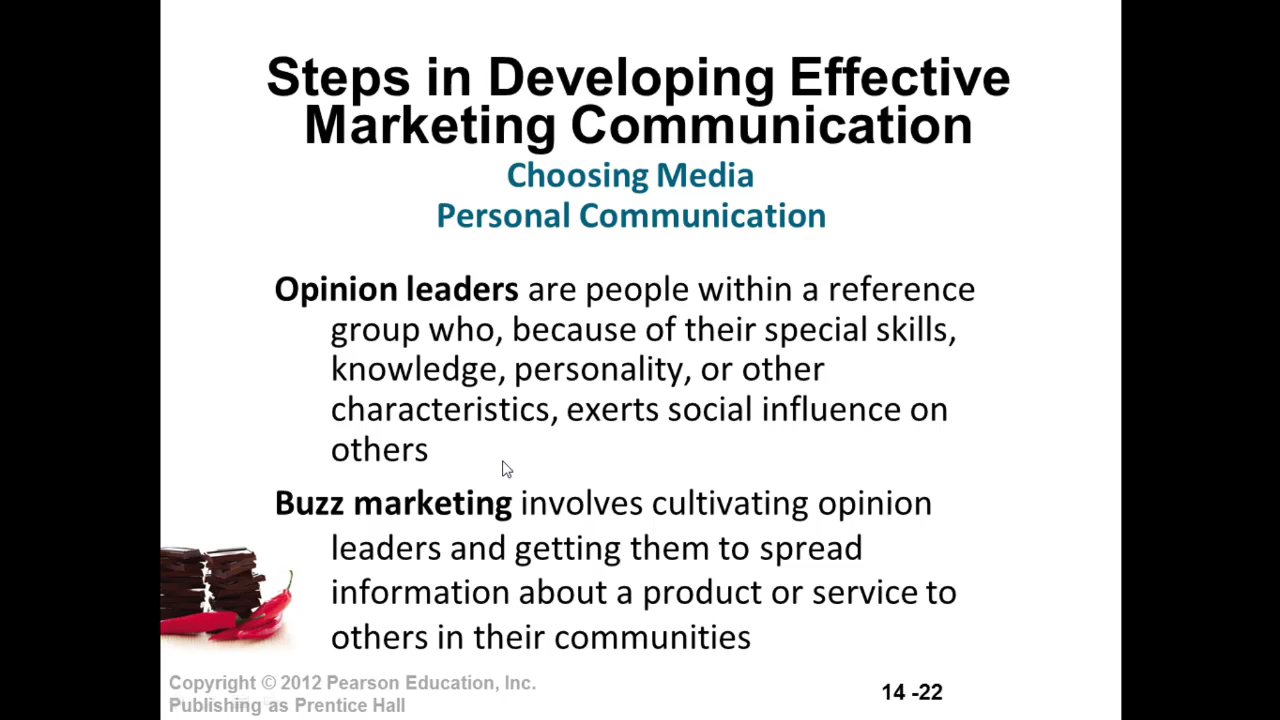 Steps in Developing Effective
Marketing Communication
Choosing Media
Personal Communication
Opinion leaders are people within a reference
group who, because of their special skills,
knowledge, personality, or other
characteristics, exerts social influence on
others
Buzz marketing involves cultivating opinion
leaders and getting them to spread
information about a product or service to
others in their communities
Copyright © 2012 Pearson Education, Inc.
Publishing as Prentice Hall
14 -22